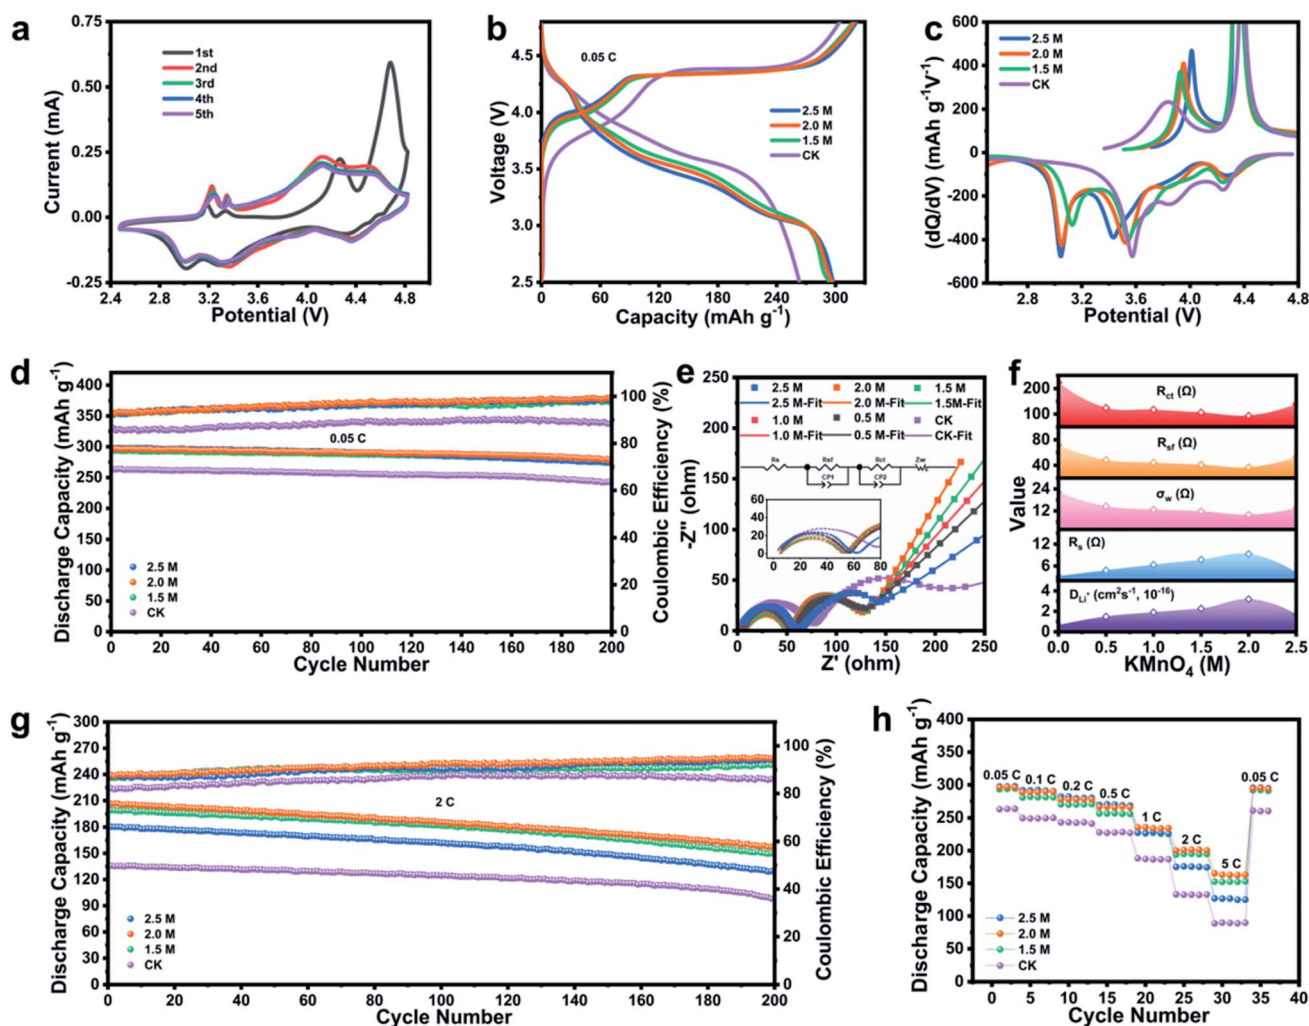 a
0.75
0.50
0.25
0.00
-0.25
2.4 2.8 3.2 3.6 4.0 4.4 4.8
Current (mA)
Potential (V)
1st
2nd
3rd
4th
5th
b
4.5
4.0
3.5
3.0
2.5
0 60 120 180 240 300
Voltage (V)
Capacity (mAh g-1)
0.05 C
2.5 M
2.0 M
1.5 M
CK
c
600
400
200
0
-200
-400
-600
2.8 3.2 3.6 4.0 4.4 4.8
(dQ/dV) (mAh g-1V-1)
Potential (V)
2.5 M
2.0 M
1.5 M
CK
d
400
350
300
250
200
150
100
50
0
0 20 40 60 80 100 120 140 160 180 200
100
80
60
40
20
0
Discharge Capacity (mAh g-1)
Coulombic Efficiency (%)
Cycle Number
0.05 C
2.5 M
2.0 M
1.5 M
CK
e
250
200
150
100
50
0
0 50 100 150 200 250
-Z'' (ohm)
Z' (ohm)
2.5 M 2.0 M 1.5 M
2.5 M-Fit 2.0 M-Fit 1.5M-Fit
1.0 M 0.5 M CK
1.0 M-Fit 0.5 M-Fit CK-Fit
Rs Rsf Rct Zw
CP1 CP2
60
40
20
0
0 20 40 60 80
f
200
100
Rct (Ω)
80
40
Rsf (Ω)
24
12
σw (Ω)
12
6
Rs (Ω)
4
2
0
DLi+ (cm2s-1, 10-16)
0.0 0.5 1.0 1.5 2.0 2.5
Value
KMnO4 (M)
g
300
270
240
210
180
150
120
90
60
30
0
0 20 40 60 80 100 120 140 160 180 200
100
80
60
40
20
0
Discharge Capacity (mAh g-1)
Coulombic Efficiency (%)
Cycle Number
2 C
2.5 M
2.0 M
1.5 M
CK
h
400
350
300
250
200
150
100
50
0
0 5 10 15 20 25 30 35 40
Discharge Capacity (mAh g-1)
Cycle Number
0.05 C 0.1 C 0.2 C 0.5 C 1 C 2 C 5 C 0.05 C
2.5 M
2.0 M
1.5 M
CK